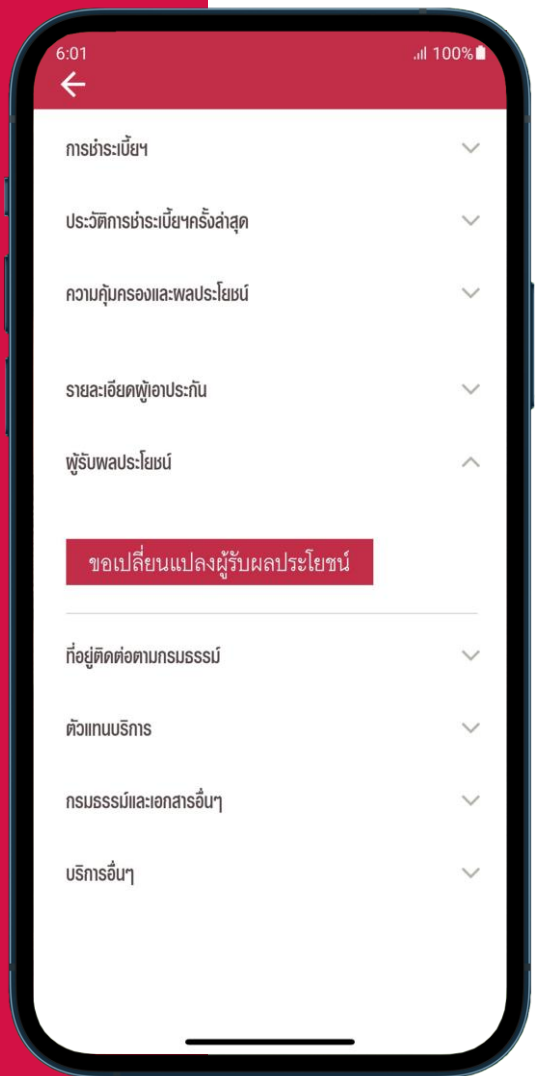 6:01
100%
การชำระเบี้ยฯ
ประวัติการชำระเบี้ยฯครั้งล่าสุด
ความคุ้มครองและผลประโยชน์
รายละเอียดผู้เอาประกัน
ผู้รับผลประโยชน์
ขอเปลี่ยนแปลงผู้รับผลประโยชน์
ที่อยู่ติดต่อตามกรมธรรม์
ตัวแทนบริการ
กรมธรรม์และเอกสารอื่นๆ
บริการอื่นๆ